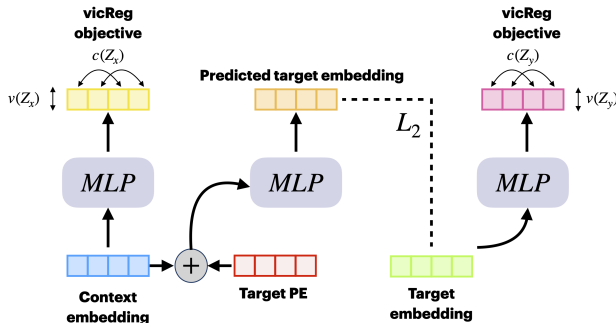 vicReg
objective
c(Z_x)
v(Z_x)
MLP
Context
embedding
+
Predicted target embedding
MLP
Target PE
L_2
vicReg
objective
c(Z_y)
v(Z_y)
MLP
Target
embedding